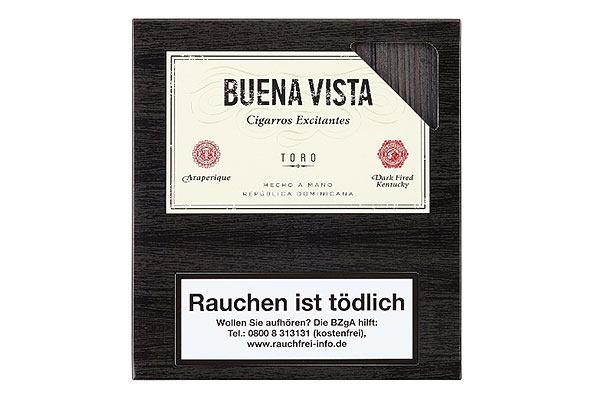 BUENA VISTA
Cigarros Excitantes
TORO
Araperique
Dark Fired
Kentucky
HECHO A MANO
REPÚBLICA DOMINICANA
Rauchen ist tödlich
Wollen Sie aufhören? Die BZgA hilft:
Tel.: 0800 8 313131 (kostenfrei),
www.rauchfrei-info.de